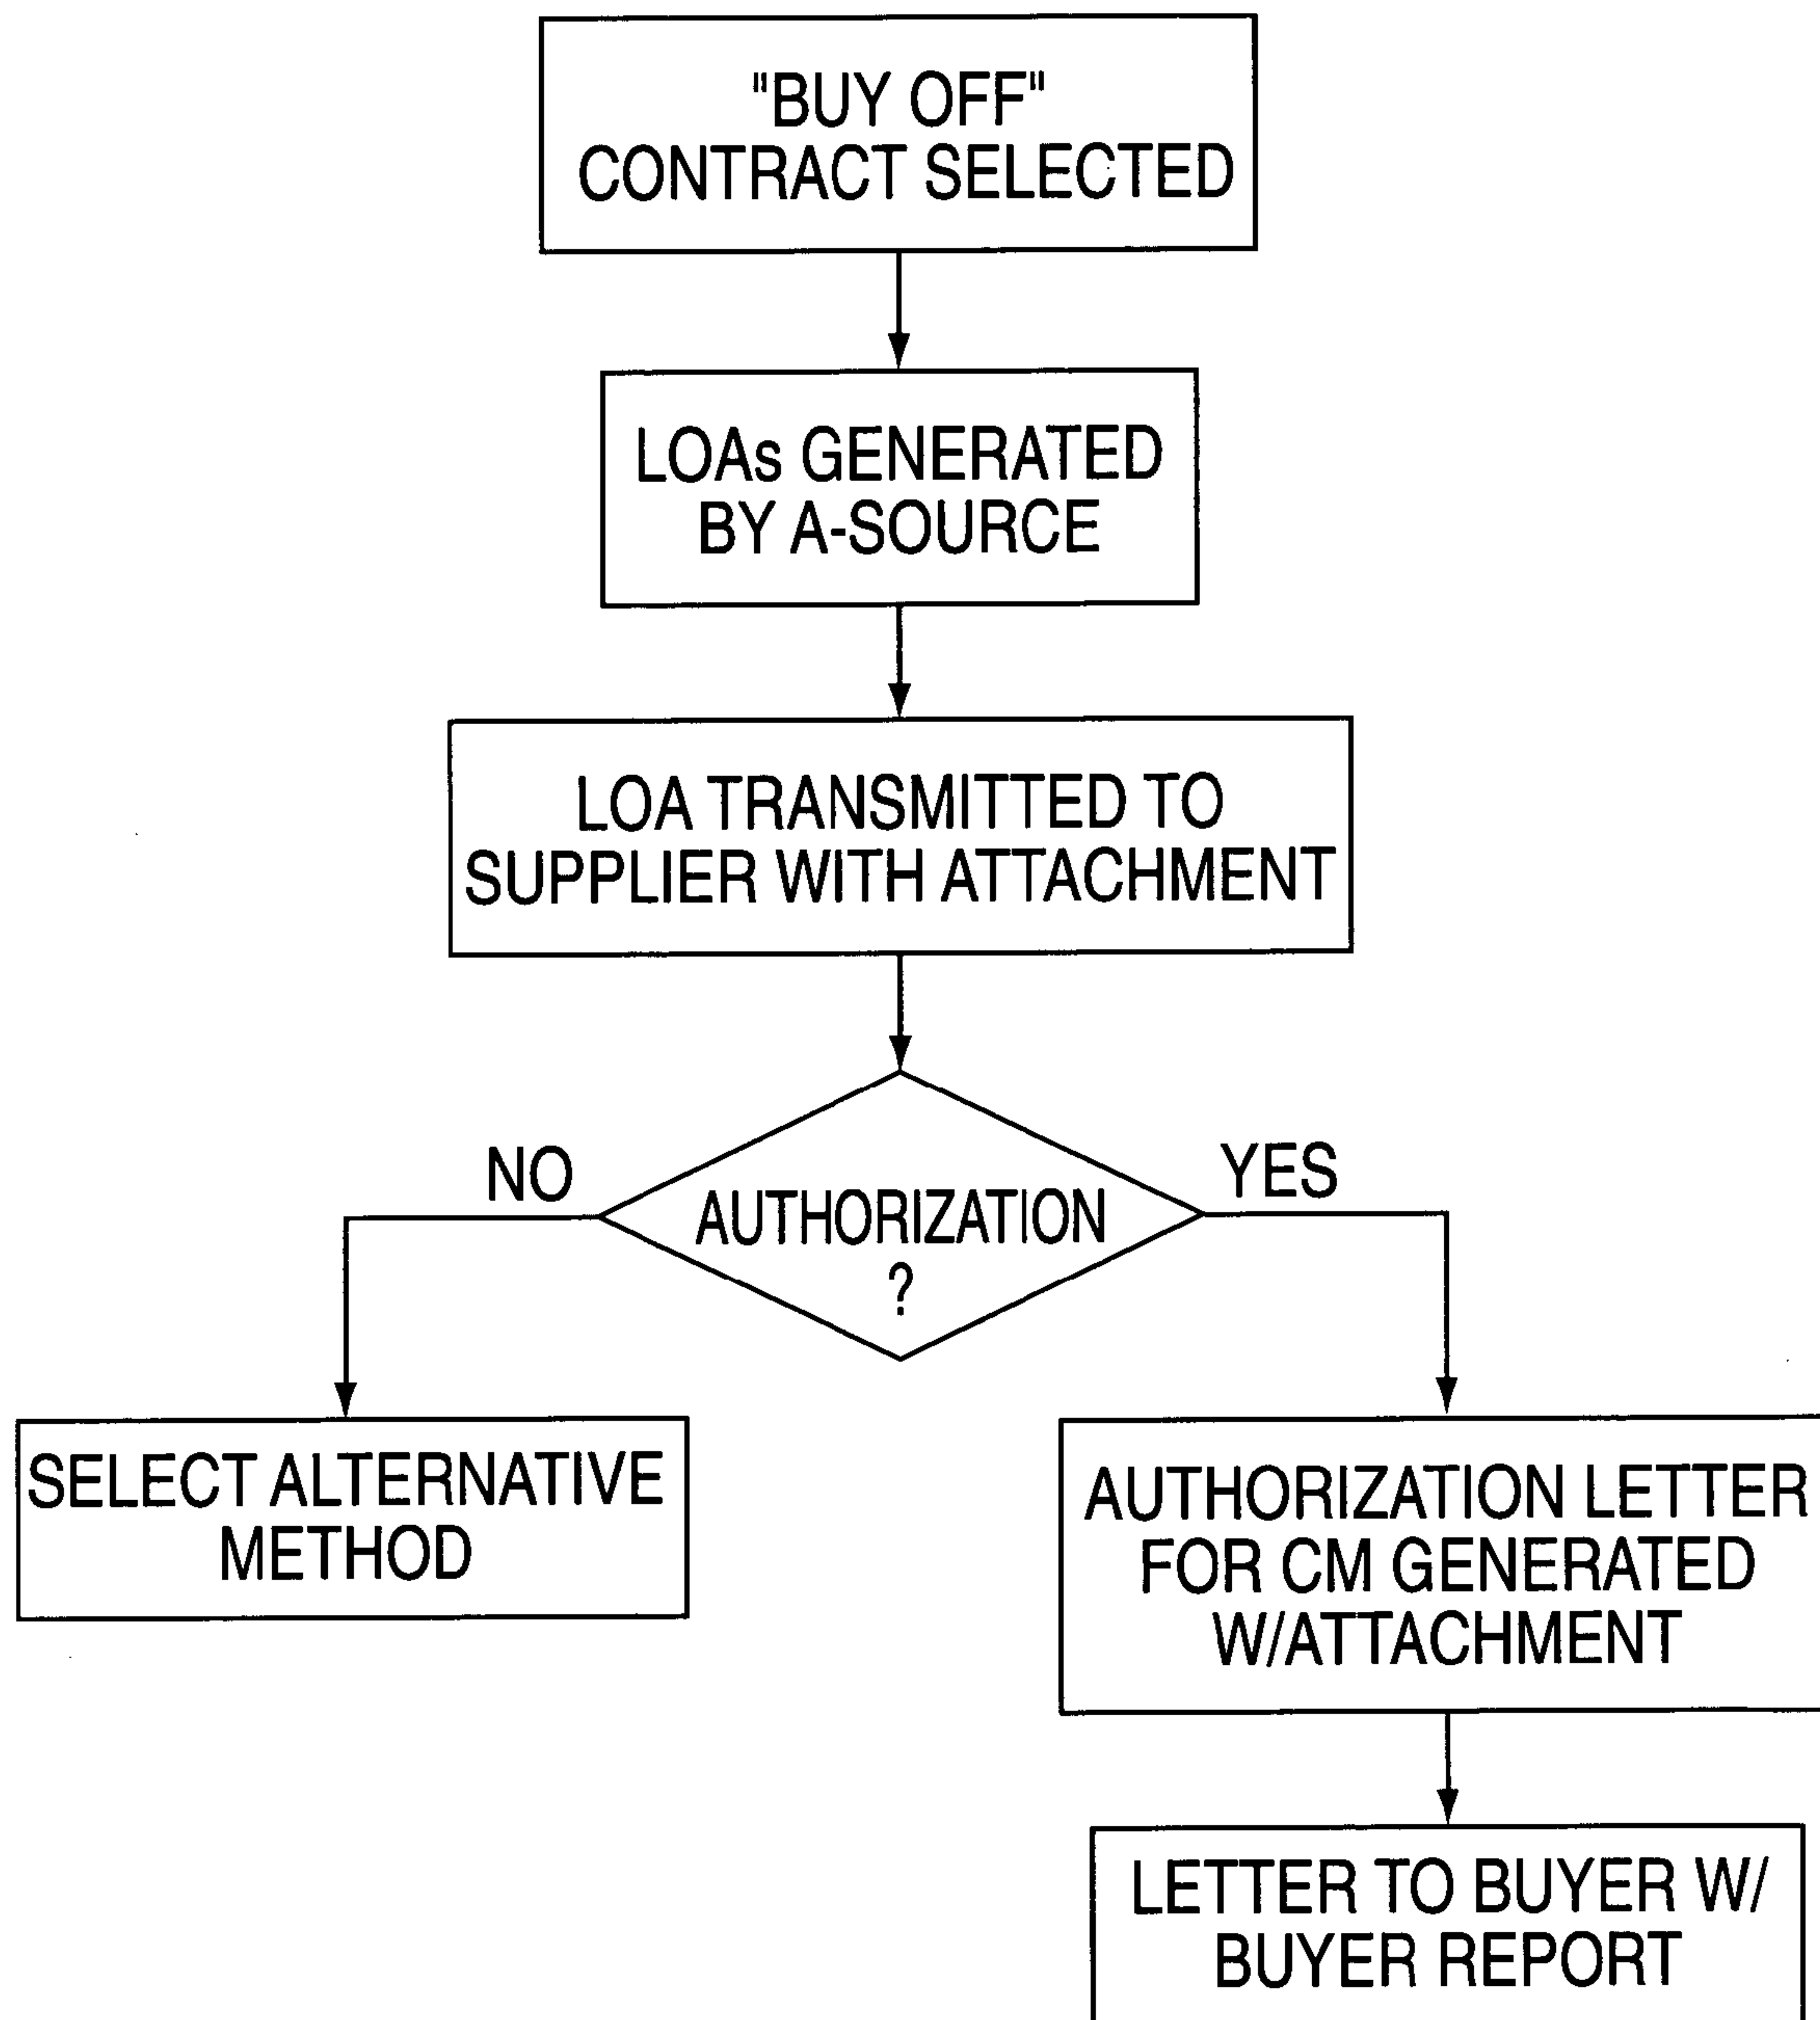 "BUY OFF"
CONTRACT SELECTED
LOAs GENERATED
BY A-SOURCE
LOA TRANSMITTED TO
SUPPLIER WITH ATTACHMENT
NO
YES
AUTHORIZATION
?
SELECT ALTERNATIVE
METHOD
AUTHORIZATION LETTER
FOR CM GENERATED
W/ATTACHMENT
LETTER TO BUYER W/
BUYER REPORT